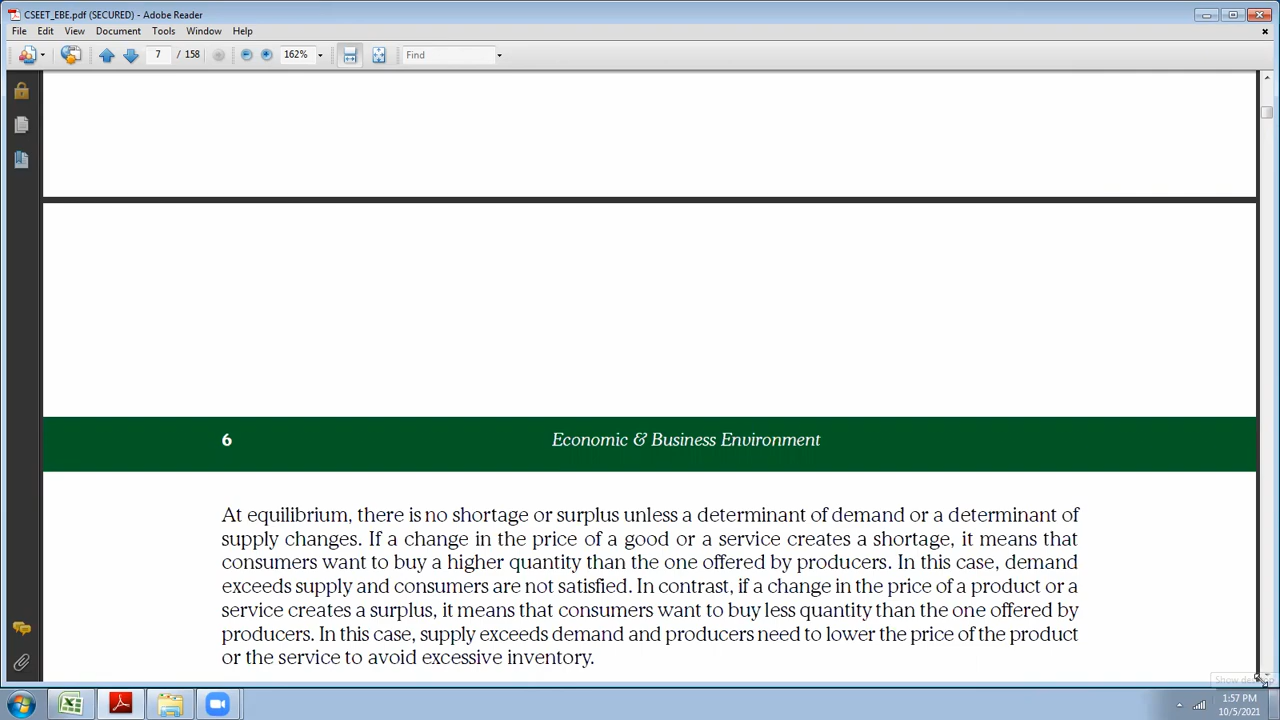 CSEET_EBE.pdf (SECURED) - Adobe Reader
File Edit View Document Tools Window Help
7 / 158 162% Find
6 Economic & Business Environment
At equilibrium, there is no shortage or surplus unless a determinant of demand or a determinant of
supply changes. If a change in the price of a good or a service creates a shortage, it means that
consumers want to buy a higher quantity than the one offered by producers. In this case, demand
exceeds supply and consumers are not satisfied. In contrast, if a change in the price of a product or a
service creates a surplus, it means that consumers want to buy less quantity than the one offered by
producers. In this case, supply exceeds demand and producers need to lower the price of the product
or the service to avoid excessive inventory.
Show
1:57 PM
10/5/2021